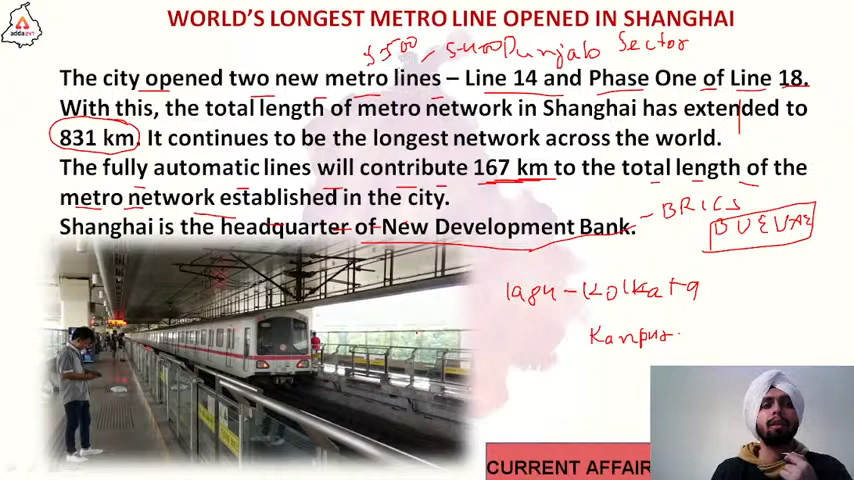 adda247
WORLD'S LONGEST METRO LINE OPENED IN SHANGHAI
Punjab Sector
The city opened two new metro lines – Line 14 and Phase One of Line 18.
With this, the total length of metro network in Shanghai has extended to
831 km. It continues to be the longest network across the world.
The fully automatic lines will contribute 167 km to the total length of the
metro network established in the city.
Shanghai is the headquarter of New Development Bank.
BRICS
1984 - Kolkata
Kanpur.
CURRENT AFFAIR